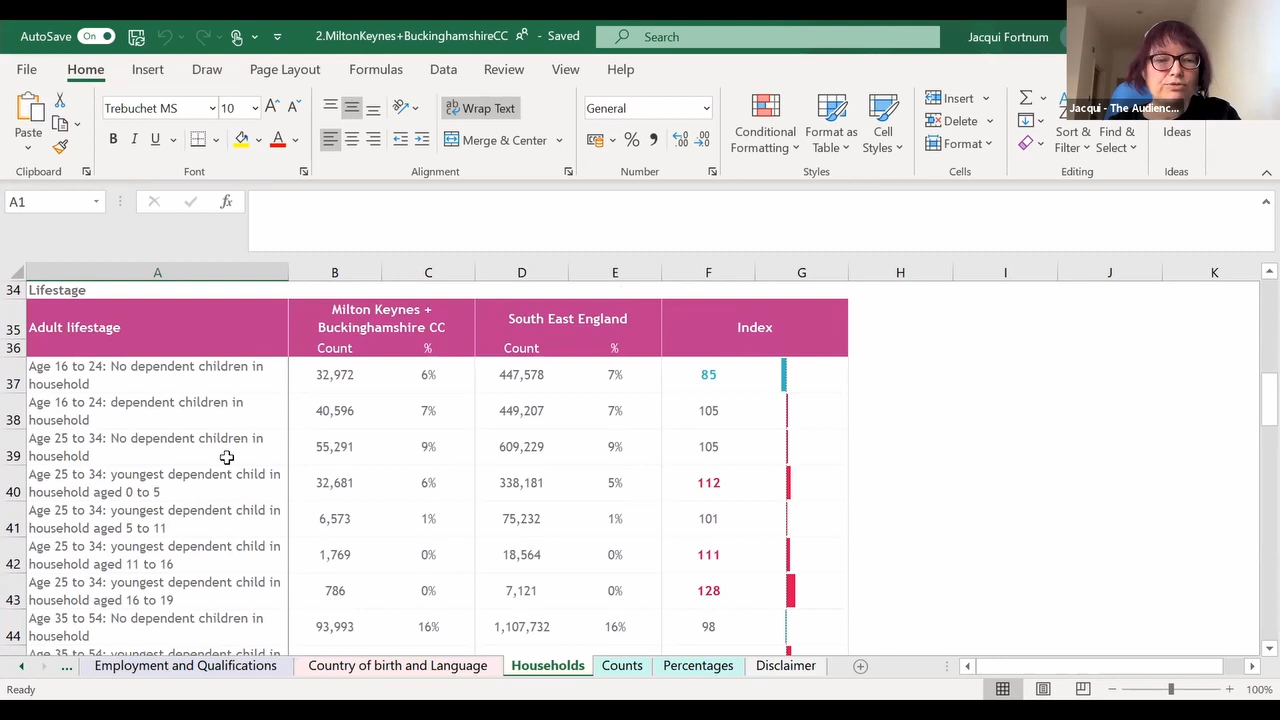 AutoSave On 2.MiltonKeynes+BuckinghamshireCC - Saved Search Jacqui Fortnum
Jacqui - The Audienc...
File Home Insert Draw Page Layout Formulas Data Review View Help
Paste
Trebuchet MS 10 A^ A˅
B I U A
ab Wrap Text
Merge & Center
General
%
Conditional Formatting
Format as Table
Cell Styles
Insert
Delete
Format
Sort & Filter
Find & Select
Ideas
Clipboard Font Alignment Number Styles Cells Editing Ideas
A1 fx
A B C D E F G H I J K
34 Lifestage
35 Adult lifestage Milton Keynes + Buckinghamshire CC South East England Index
36 Count % Count %
37 Age 16 to 24: No dependent children in household 32,972 6% 447,578 7% 85
38 Age 16 to 24: dependent children in household 40,596 7% 449,207 7% 105
39 Age 25 to 34: No dependent children in household 55,291 9% 609,229 9% 105
40 Age 25 to 34: youngest dependent child in household aged 0 to 5 32,681 6% 338,181 5% 112
41 Age 25 to 34: youngest dependent child in household aged 5 to 11 6,573 1% 75,232 1% 101
42 Age 25 to 34: youngest dependent child in household aged 11 to 16 1,769 0% 18,564 0% 111
43 Age 25 to 34: youngest dependent child in household aged 16 to 19 786 0% 7,121 0% 128
44 Age 35 to 54: No dependent children in household 93,993 16% 1,107,732 16% 98
... Employment and Qualifications Country of birth and Language Households Counts Percentages Disclaimer
Ready 100%